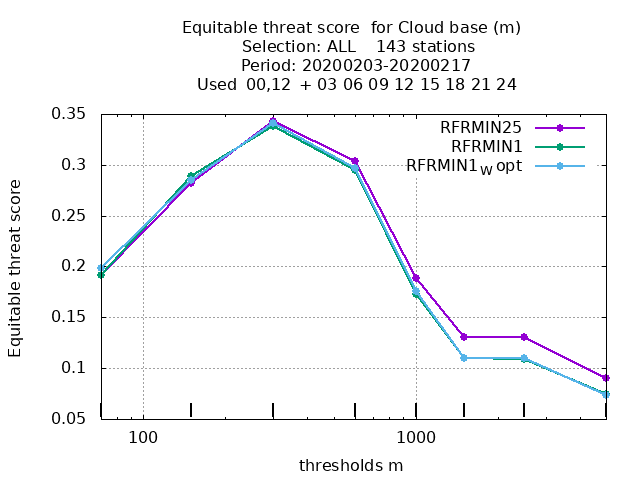 Equitable threat score for Cloud base (m)
Selection: ALL 143 stations
Period: 20200203-20200217
Used 00,12 + 03 06 09 12 15 18 21 24
RFRMIN25
RFRMIN1
RFRMIN1W opt
0.35
0.3
0.25
0.2
0.15
0.1
0.05
Equitable threat score
100 1000
thresholds m